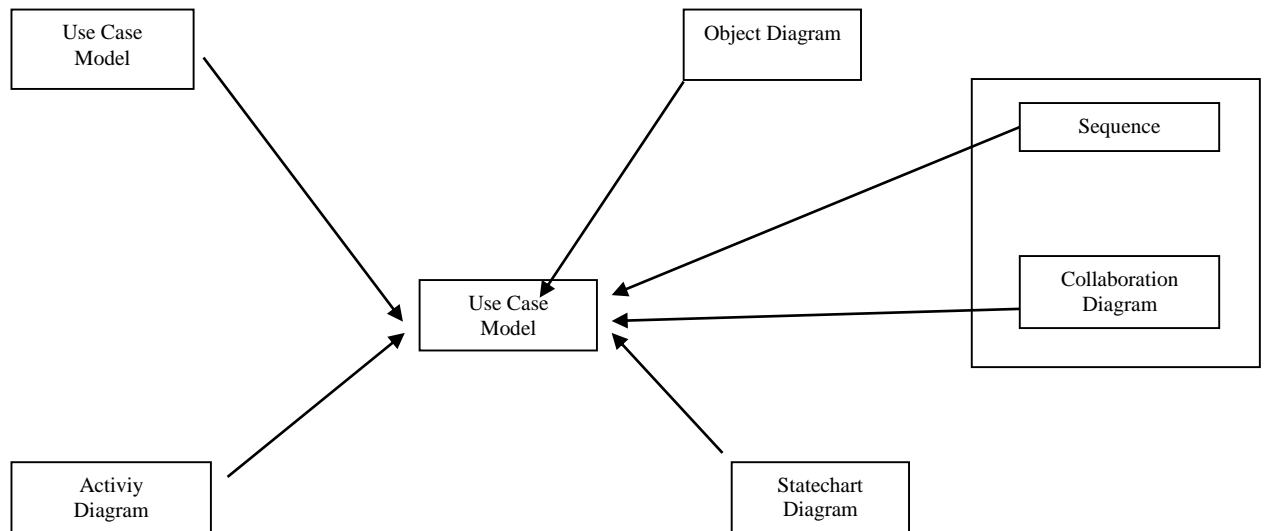 Use Case
Model
Object Diagram
Sequence
Use Case
Model
Collaboration
Diagram
Activiy
Diagram
Statechart
Diagram